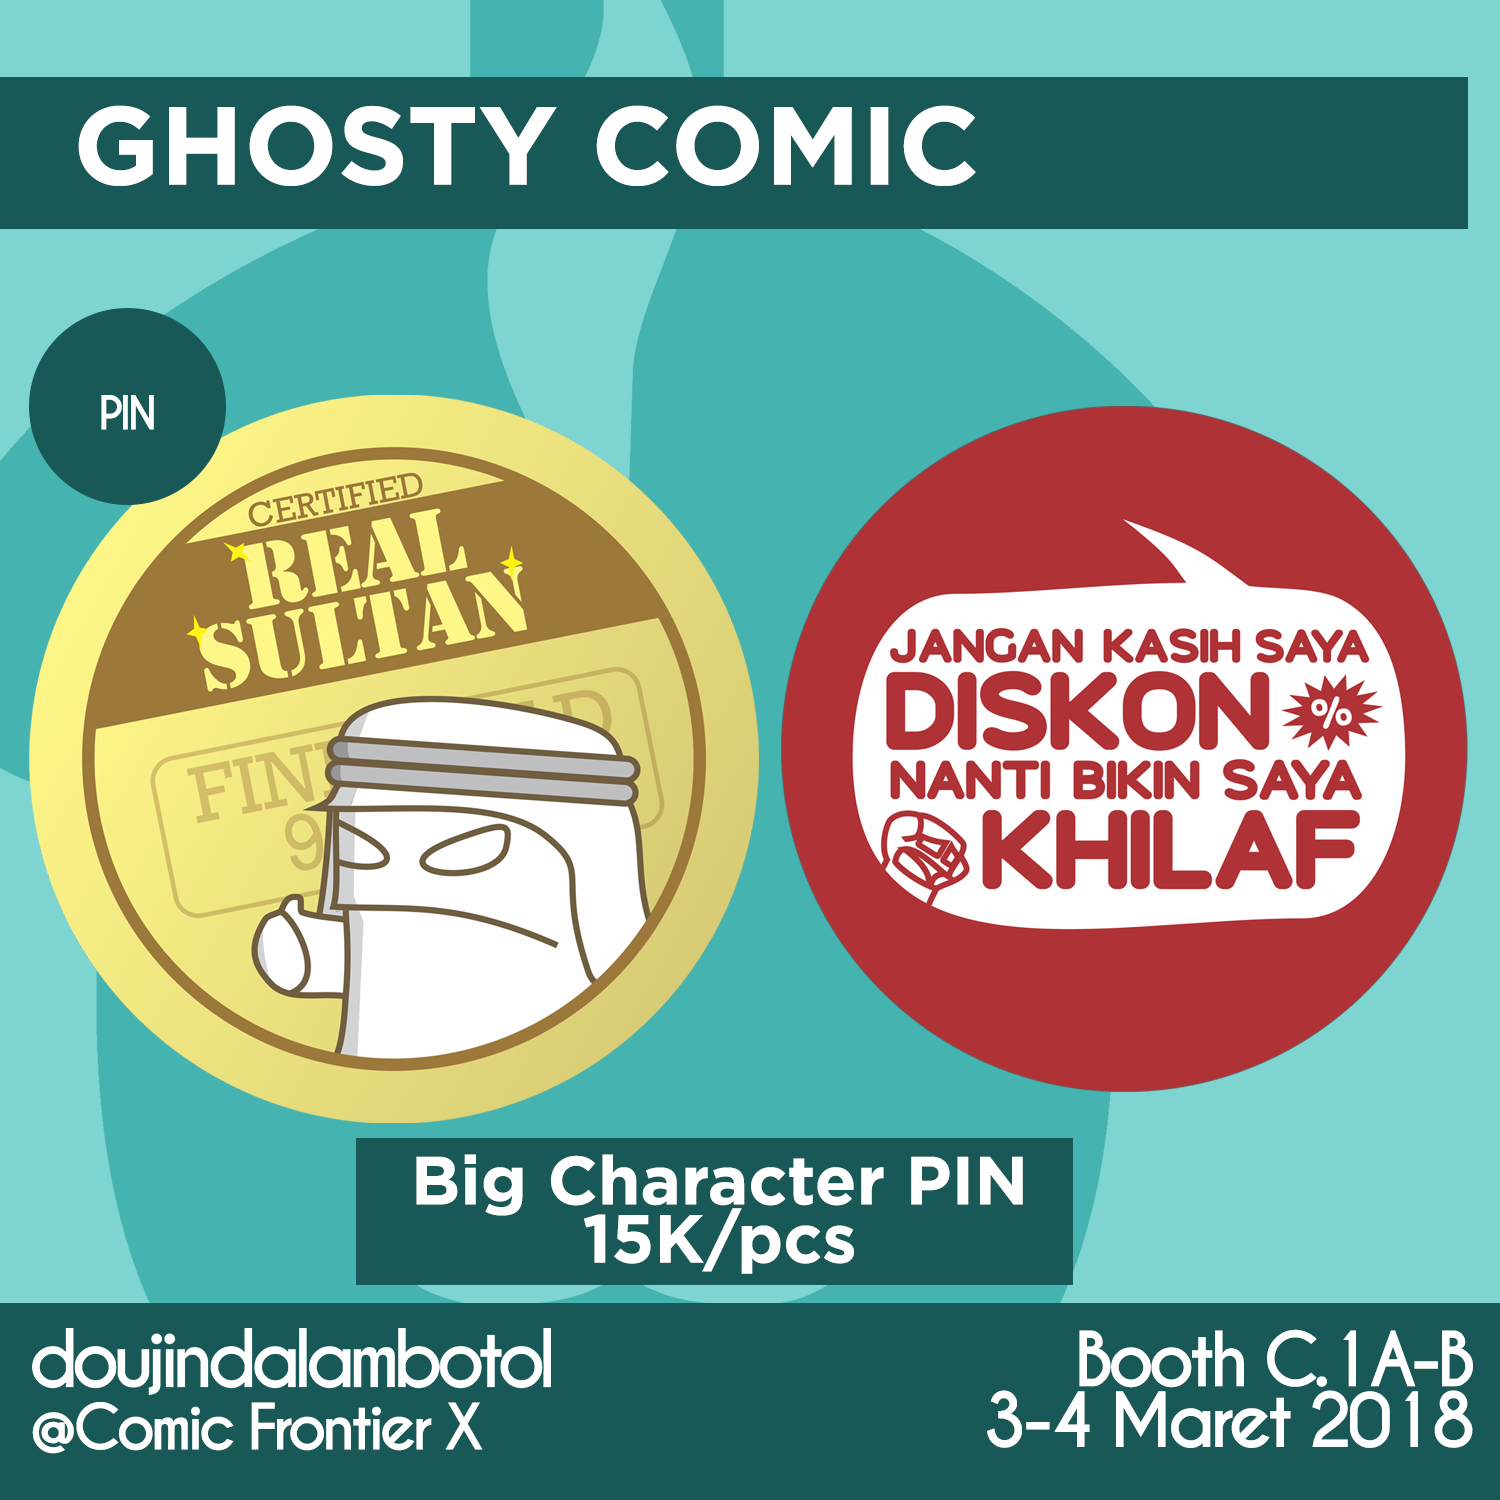 GHOSTY COMIC
PIN
CERTIFIED
REAL
SULTAN
JANGAN KASIH SAYA
DISKON %
NANTI BIKIN SAYA
KHILAF
Big Character PIN
15K/pcs
doujindalambotol
@Comic Frontier X
Booth C.1A-B
3-4 Maret 2018